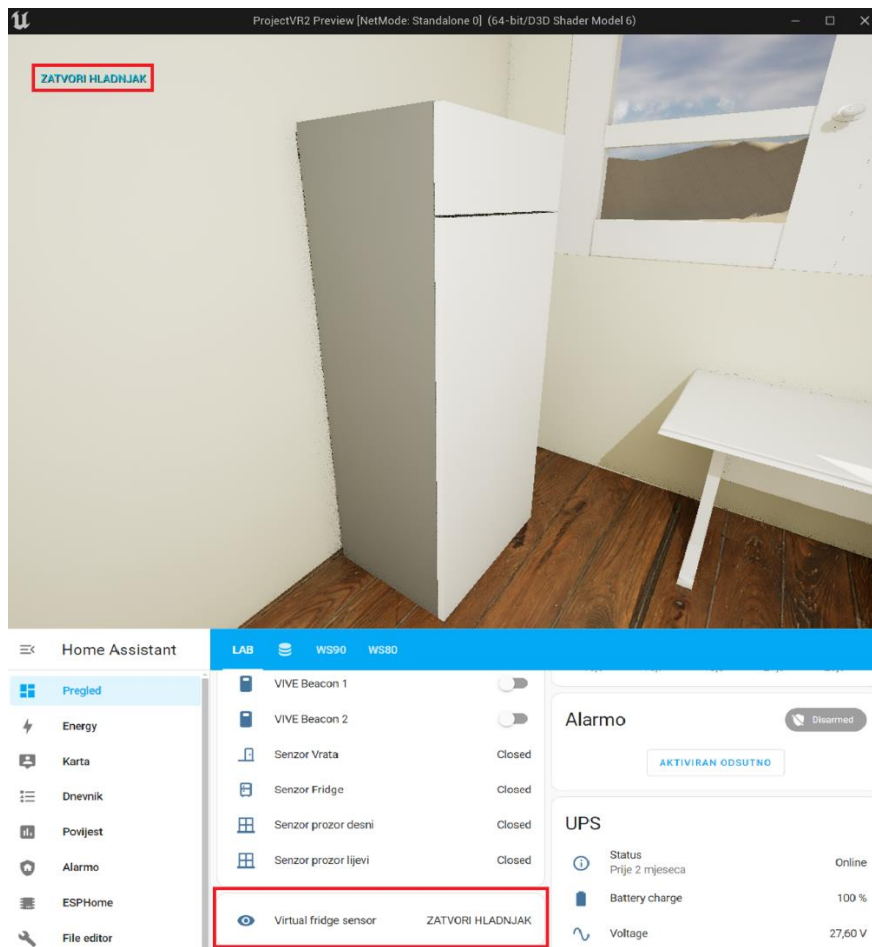 ProjectVR2 Preview [NetMode: Standalone 0] (64-bit/D3D Shader Model 6)
ZATVORI HLADNJAK
Home Assistant
LAB
WS90
WS80
Pregled
Energy
Karta
Dnevnik
Povijest
Alarmo
ESPHome
File editor
VIVE Beacon 1
VIVE Beacon 2
Senzor Vrata Closed
Senzor Fridge Closed
Senzor prozor desni Closed
Senzor prozor lijevi Closed
Virtual fridge sensor ZATVORI HLADNJAK
Alarmo
Disarmed
AKTIVIRAN ODSUTNO
UPS
Status
Prije 2 mjeseca
Online
Battery charge 100 %
Voltage 27,60 V